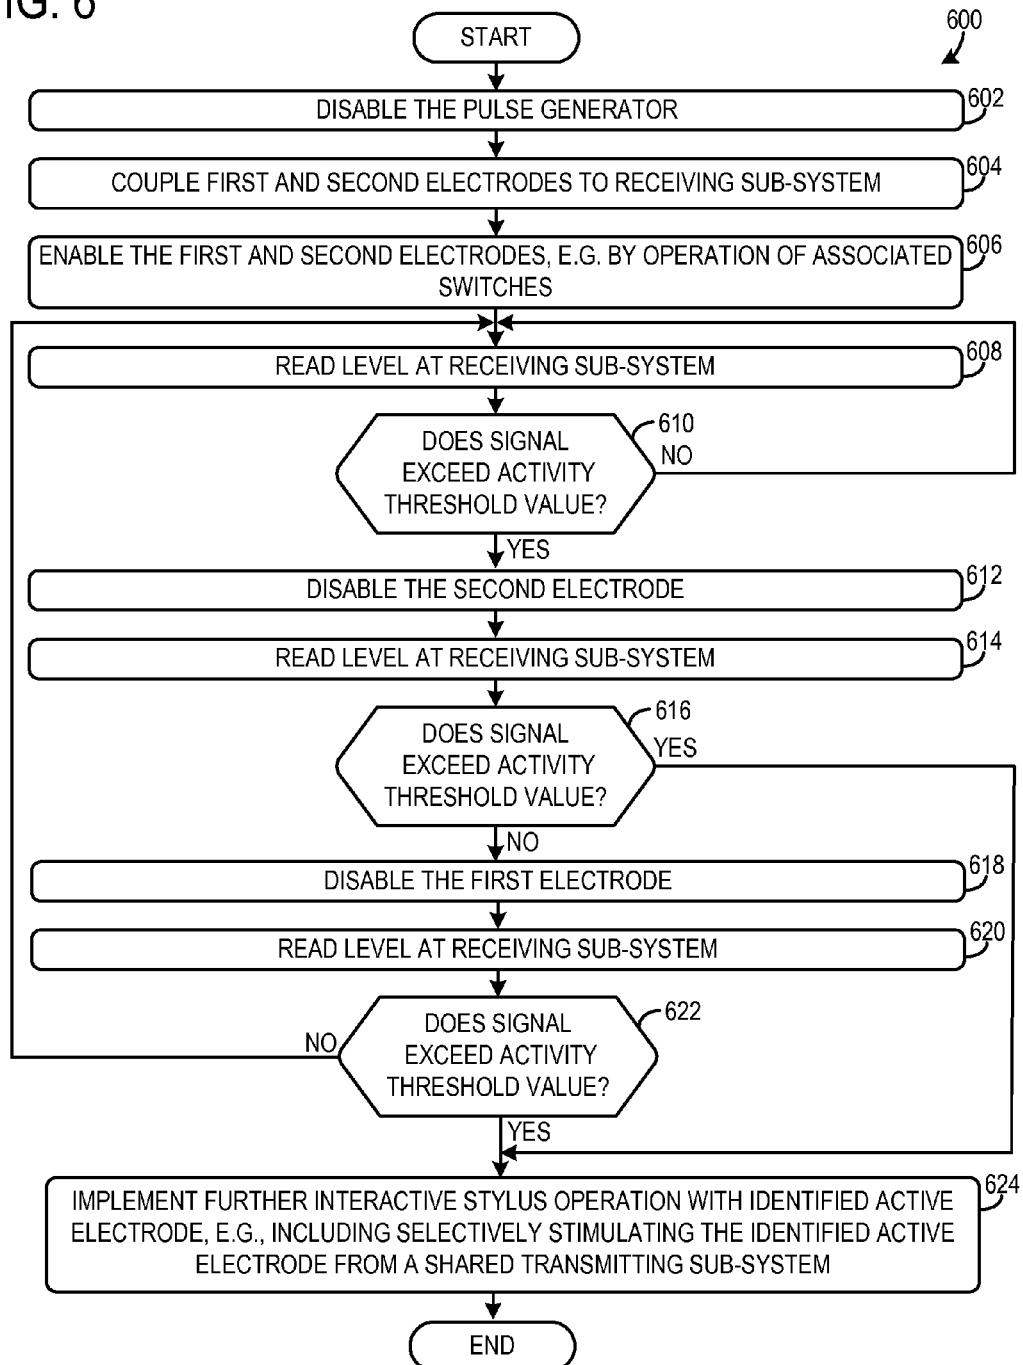 IG. 6
600
START
DISABLE THE PULSE GENERATOR
602
COUPLE FIRST AND SECOND ELECTRODES TO RECEIVING SUB-SYSTEM
604
ENABLE THE FIRST AND SECOND ELECTRODES, E.G. BY OPERATION OF ASSOCIATED
SWITCHES
606
READ LEVEL AT RECEIVING SUB-SYSTEM
608
DOES SIGNAL
EXCEED ACTIVITY
THRESHOLD VALUE?
610
NO
YES
DISABLE THE SECOND ELECTRODE
612
READ LEVEL AT RECEIVING SUB-SYSTEM
614
DOES SIGNAL
EXCEED ACTIVITY
THRESHOLD VALUE?
616
YES
NO
DISABLE THE FIRST ELECTRODE
618
READ LEVEL AT RECEIVING SUB-SYSTEM
620
DOES SIGNAL
EXCEED ACTIVITY
THRESHOLD VALUE?
622
NO
YES
IMPLEMENT FURTHER INTERACTIVE STYLUS OPERATION WITH IDENTIFIED ACTIVE
ELECTRODE, E.G., INCLUDING SELECTIVELY STIMULATING THE IDENTIFIED ACTIVE
ELECTRODE FROM A SHARED TRANSMITTING SUB-SYSTEM
624
END